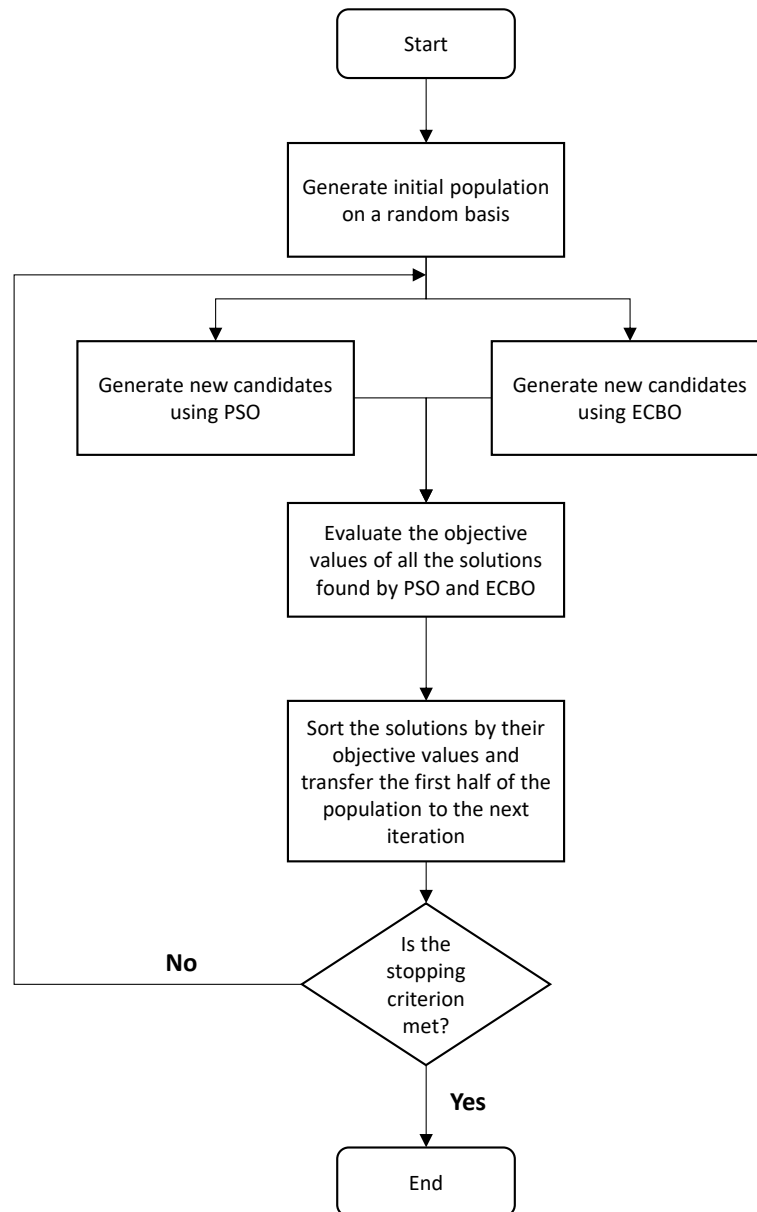 Start
Generate initial population
on a random basis
Generate new candidates
using PSO
Generate new candidates
using ECBO
Evaluate the objective
values of all the solutions
found by PSO and ECBO
Sort the solutions by their
objective values and
transfer the first half of the
population to the next
iteration
Is the
stopping
criterion
met?
No
Yes
End